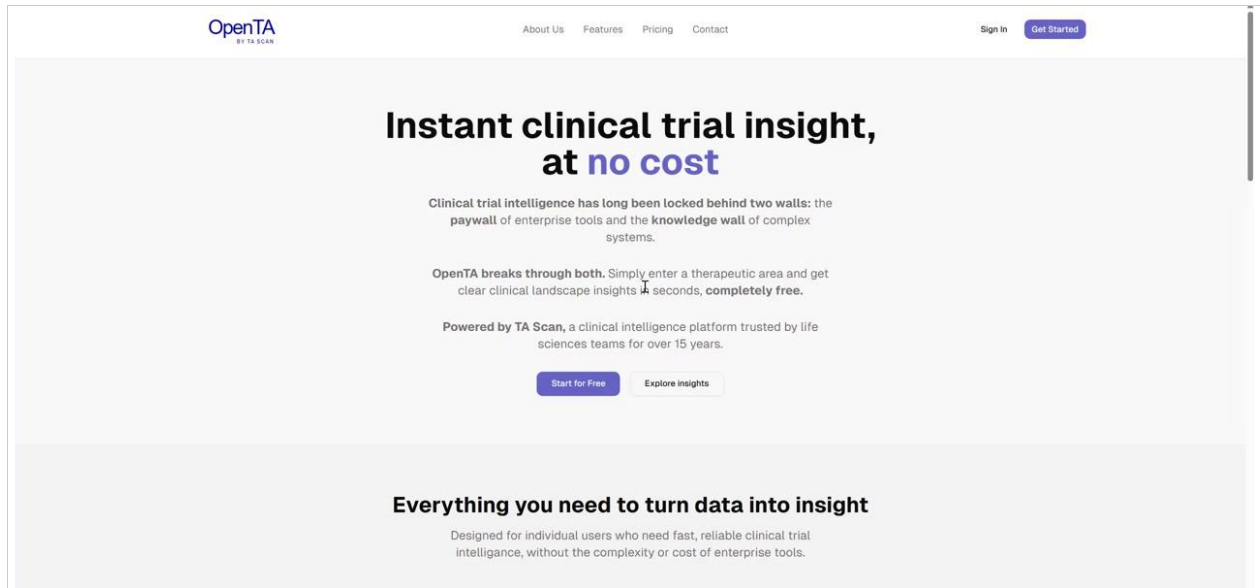 OpenTA
BY TA SCAN
About Us
Features
Pricing
Contact
Sign In
Get Started
Instant clinical trial insight,
at no cost
Clinical trial intelligence has long been locked behind two walls: the
paywall of enterprise tools and the knowledge wall of complex
systems.
OpenTA breaks through both. Simply enter a therapeutic area and get
clear clinical landscape insights in seconds, completely free.
Powered by TA Scan, a clinical intelligence platform trusted by life
sciences teams for over 15 years.
Start for Free
Explore insights
Everything you need to turn data into insight
Designed for individual users who need fast, reliable clinical trial
intelligance, without the complexity or cost of enterprise tools.